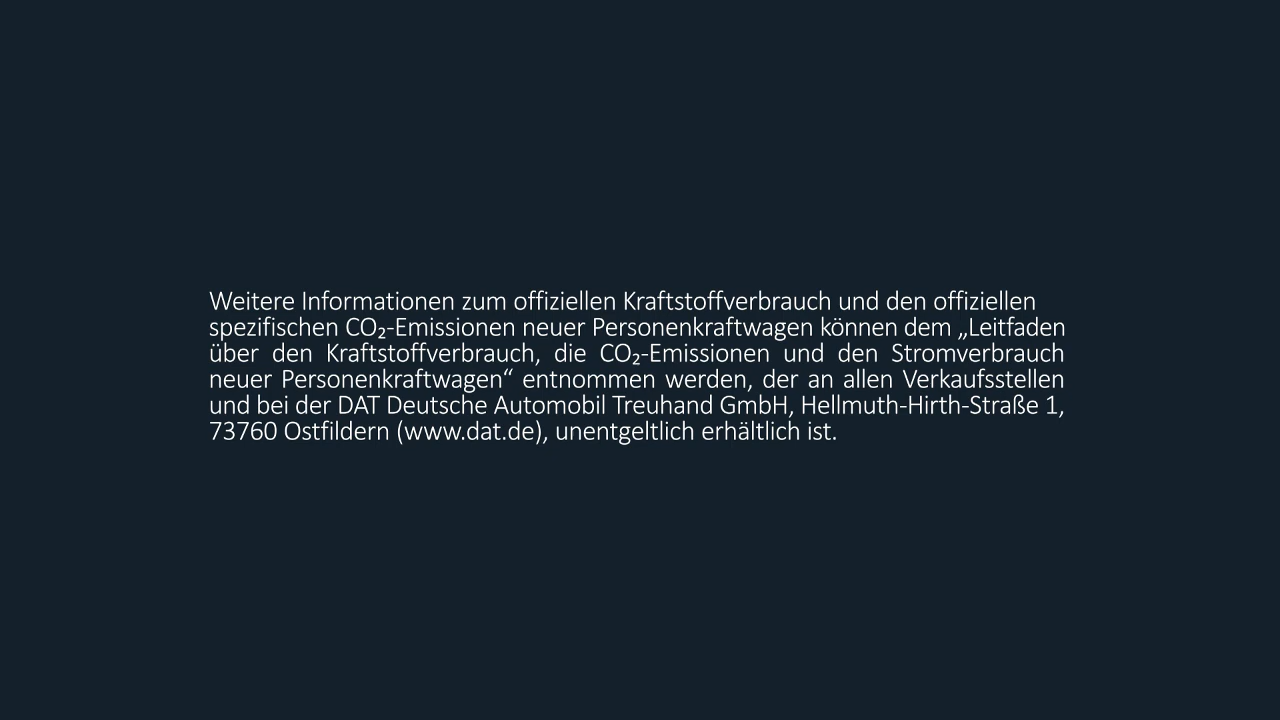 Weitere Informationen zum offiziellen Kraftstoffverbrauch und den offiziellen
spezifischen CO₂-Emissionen neuer Personenkraftwagen können dem „Leitfaden
über den Kraftstoffverbrauch, die CO₂-Emissionen und den Stromverbrauch
neuer Personenkraftwagen“ entnommen werden, der an allen Verkaufsstellen
und bei der DAT Deutsche Automobil Treuhand GmbH, Hellmuth-Hirth-Straße 1,
73760 Ostfildern (www.dat.de), unentgeltlich erhältlich ist.